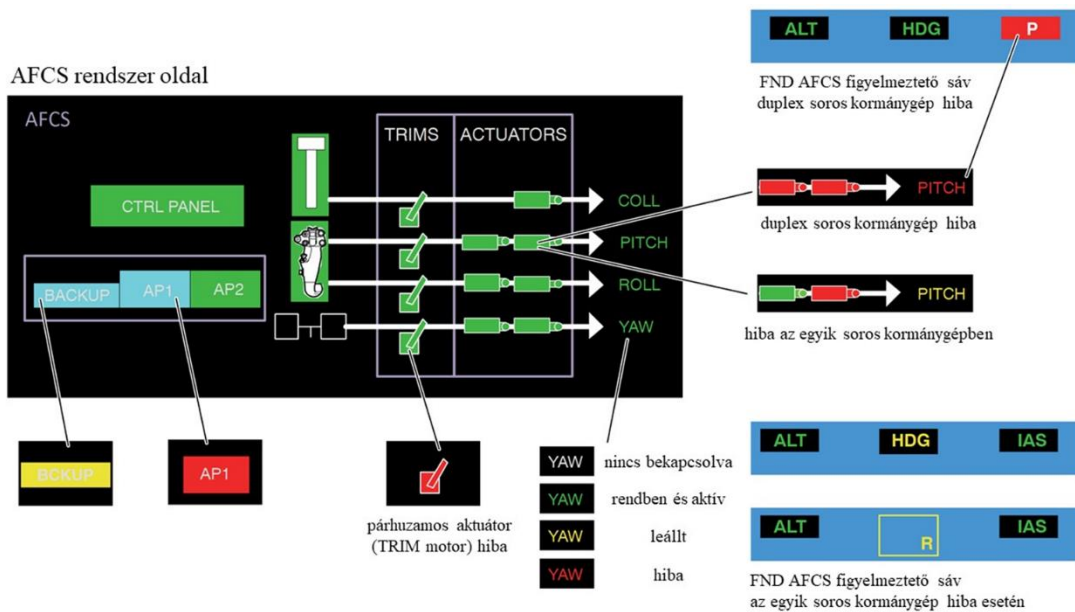 ALT HDG P
FND AFCS figyelmeztető sáv
duplex soros kormánygép hiba
AFCS rendszer oldal
AFCS
TRIMS ACTUATORS
CTRL PANEL
COLL
PITCH
ROLL
YAW
BACKUP AP1 AP2
PITCH
duplex soros kormánygép hiba
PITCH
hiba az egyik soros kormánygépben
BCKUP
AP1
párhuzamos aktuátor
(TRIM motor) hiba
YAW nincs bekapcsolva
YAW rendben és aktív
YAW leállt
YAW hiba
ALT HDG IAS
ALT R IAS
FND AFCS figyelmeztető sáv
az egyik soros kormánygép hiba esetén